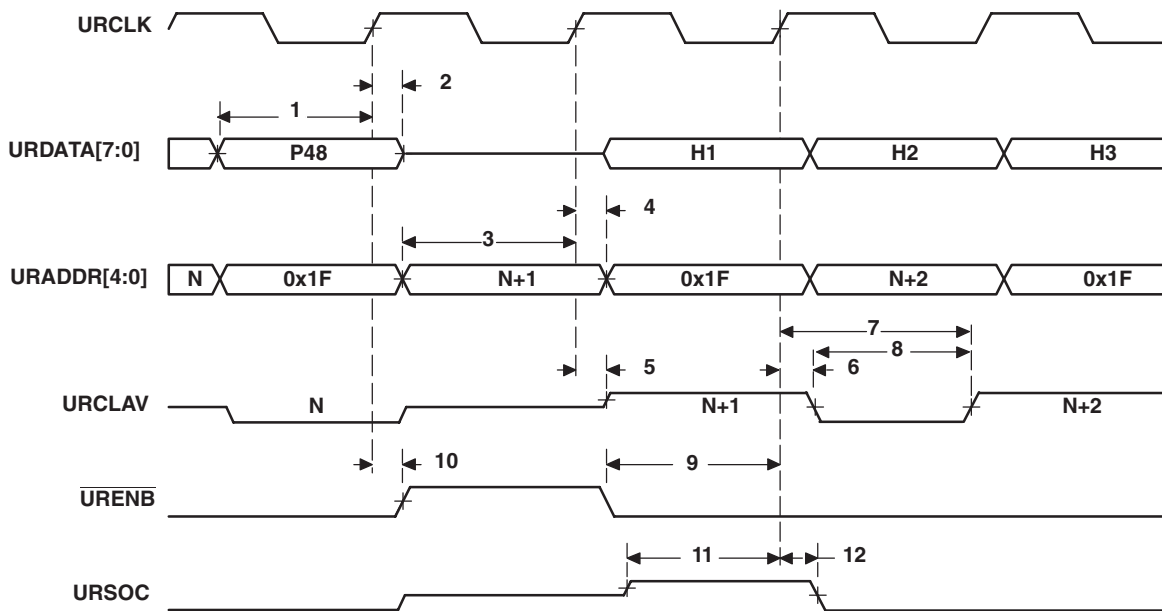 URCLK
2
1
URDATA[7:0] P48 H1 H2 H3
4
3
URADDR[4:0] N 0x1F N+1 0x1F N+2 0x1F
7
8
5 6
URCLAV N N+1 N+2
10 9
URENB
11 12
URSOC